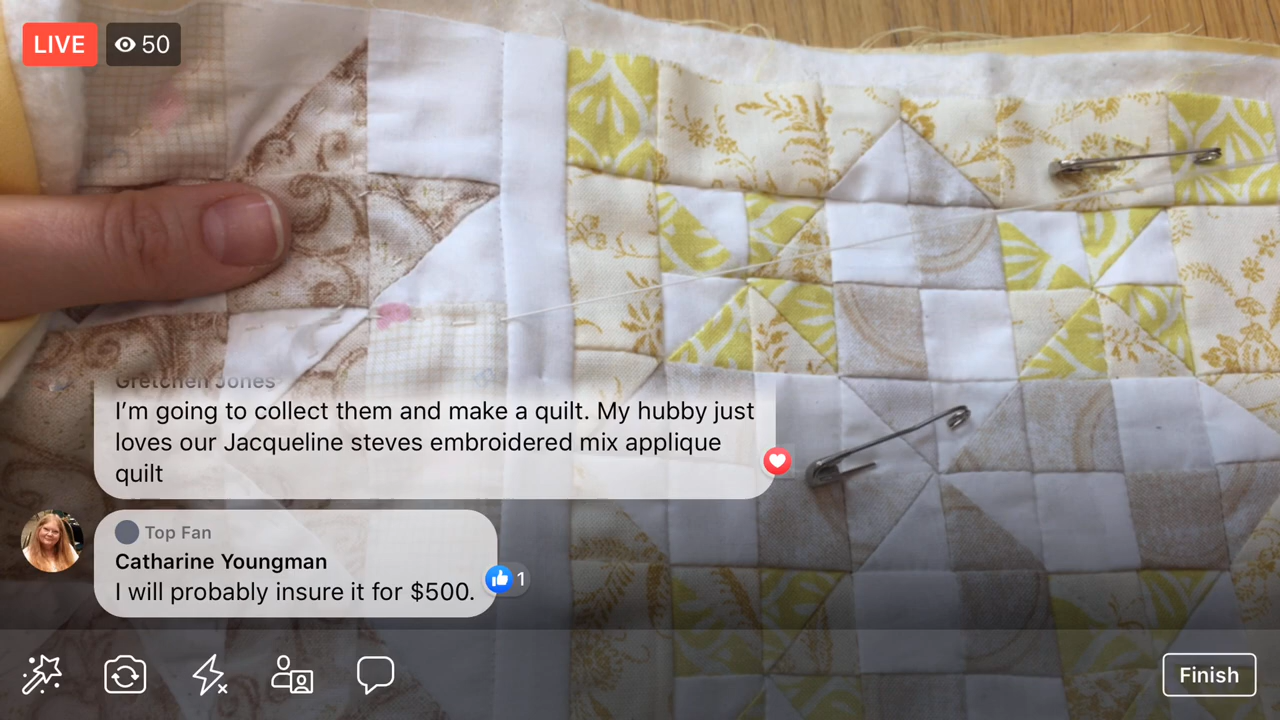 LIVE
50
Gretchen Jones
I’m going to collect them and make a quilt. My hubby just
loves our Jacqueline steves embroidered mix applique
quilt
Top Fan
Catharine Youngman
I will probably insure it for $500.
1
Finish